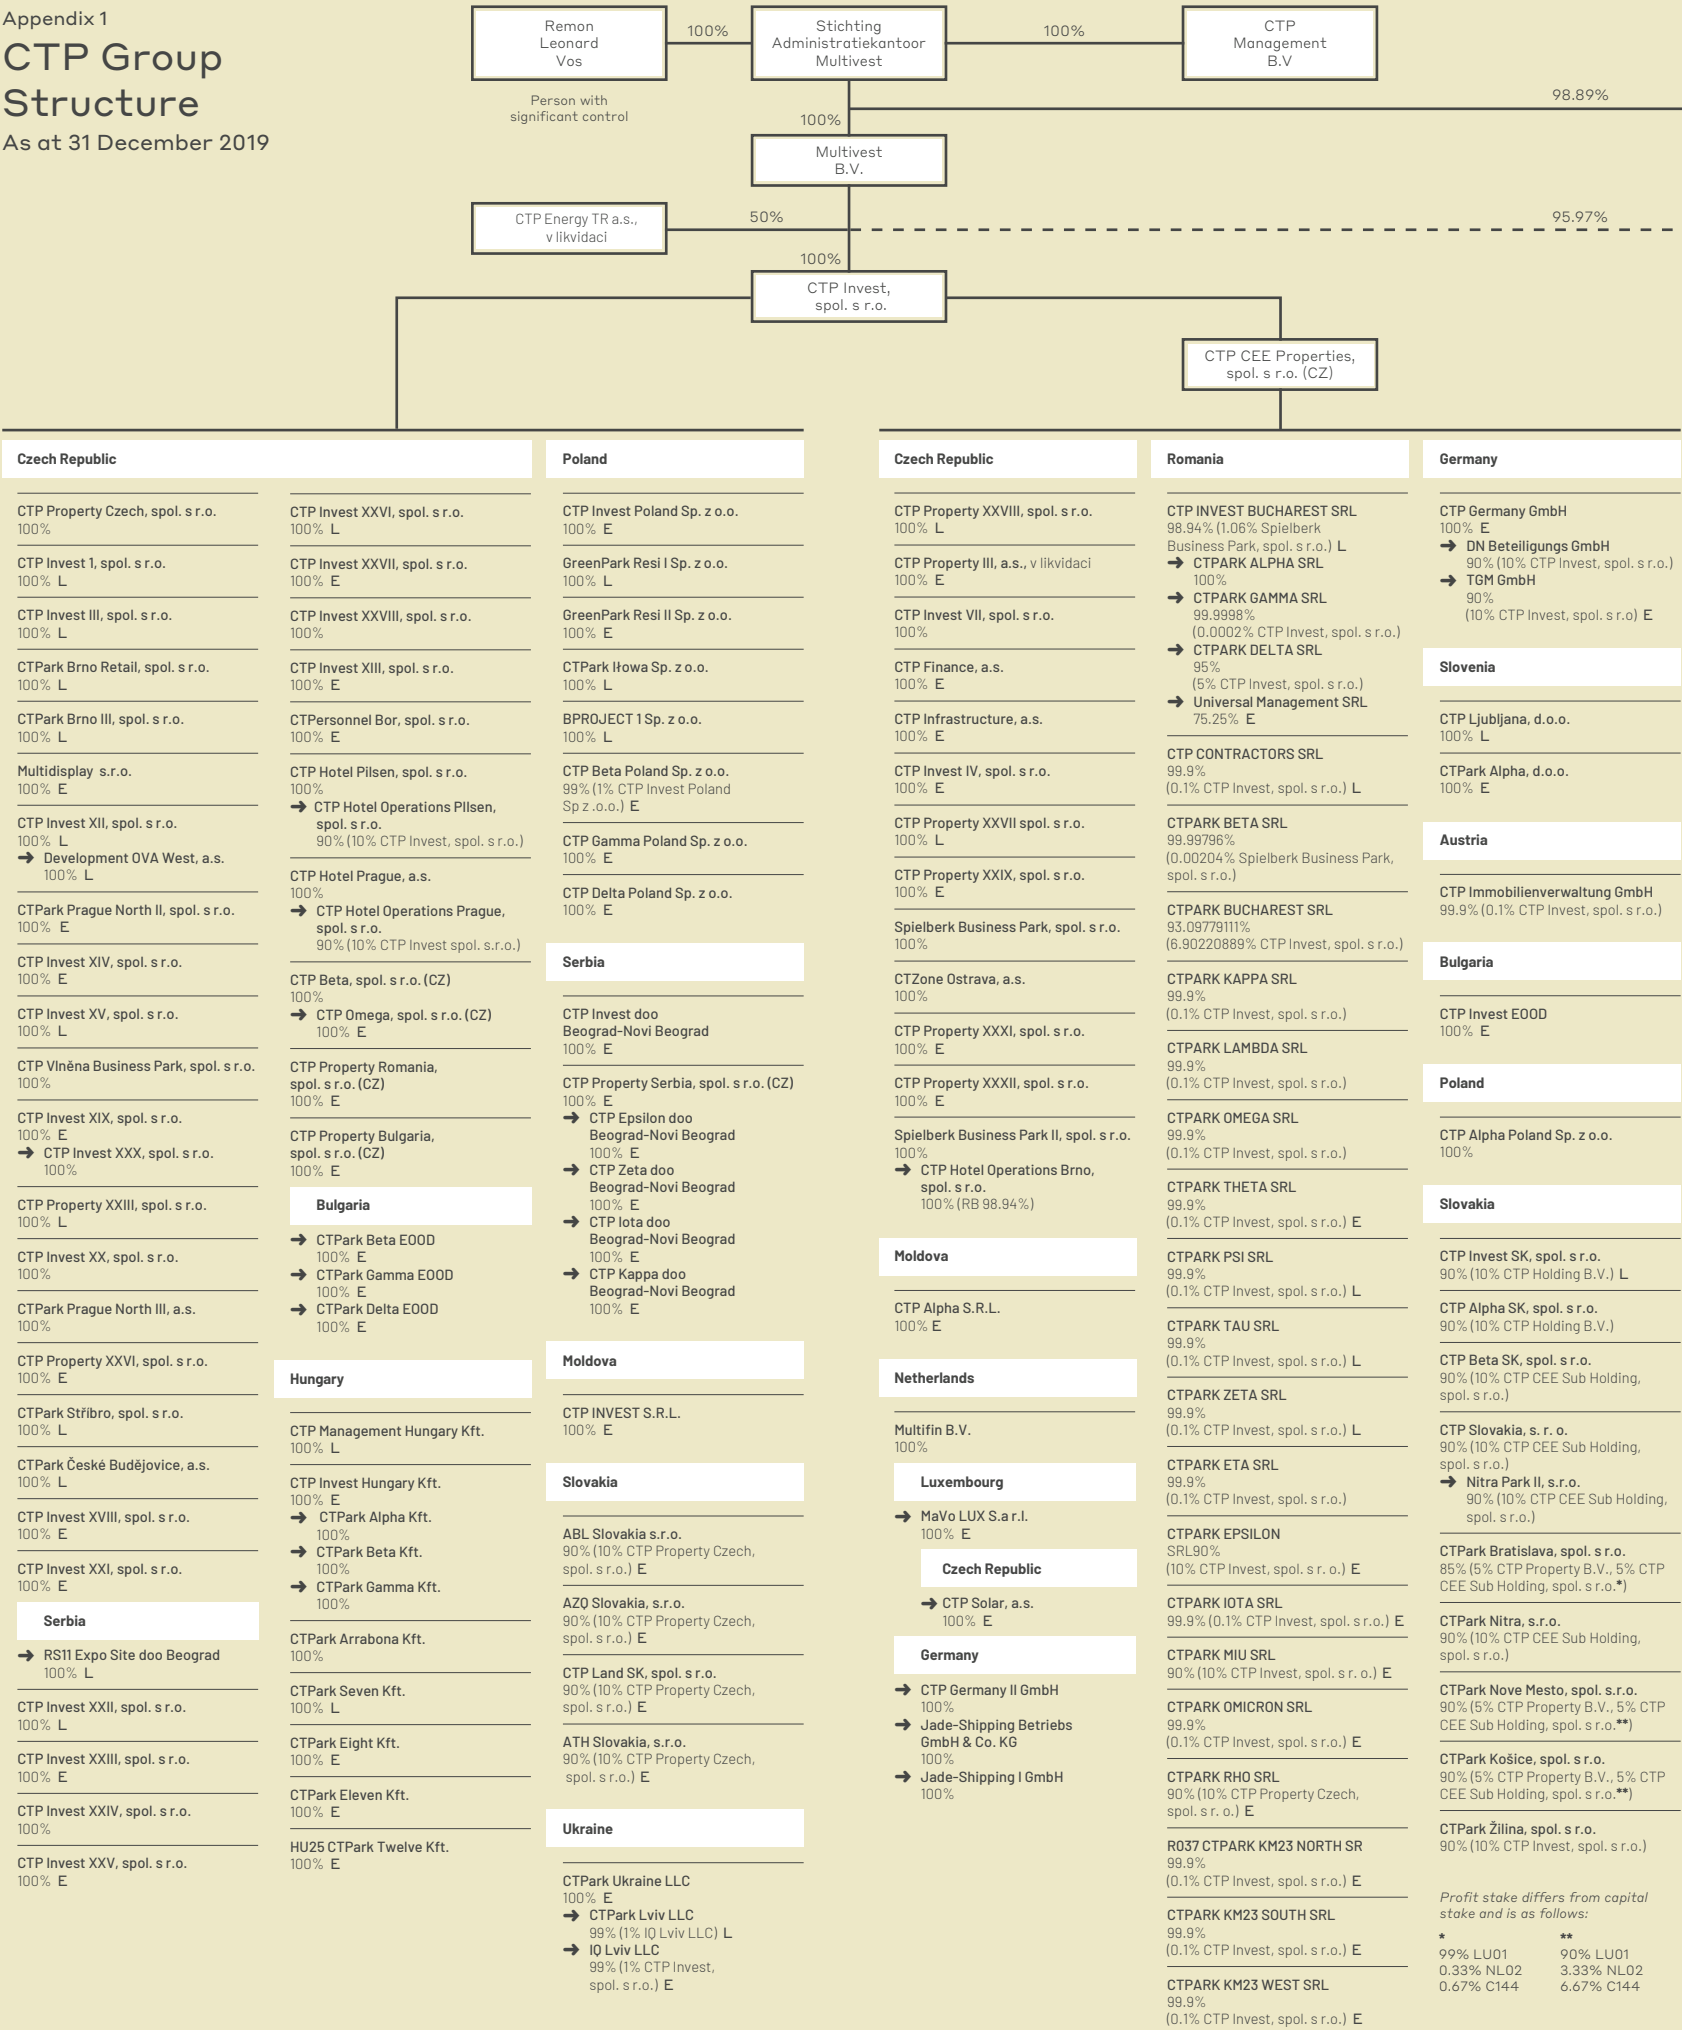 Appendix 1
CTP Group
Structure
As at 31 December 2019
Remon
Leonard
Vos
100%
Stichting
Administratiekantoor
Multivest
100%
CTP
Management
B.V
Person with
significant control
98.89%
100%
Multivest
B.V.
CTP Energy TR a.s.,
v likvidaci
50%
95.97%
100%
CTP Invest,
spol. s r.o.
CTP CEE Properties,
spol. s r.o. (CZ)
Czech Republic
CTP Property Czech, spol. s r.o.
100%
CTP Invest 1, spol. s r.o.
100% L
CTP Invest III, spol. s r.o.
100% L
CTPark Brno Retail, spol. s r.o.
100% L
CTPark Brno III, spol. s r.o.
100% L
Multidisplay s.r.o.
100% E
CTP Invest XII, spol. s r.o.
100% L
➔ Development OVA West, a.s.
100% L
CTPark Prague North II, spol. s r.o.
100% E
CTP Invest XIV, spol. s r.o.
100% E
CTP Invest XV, spol. s r.o.
100% L
CTP Vlněna Business Park, spol. s r.o.
100%
CTP Invest XIX, spol. s r.o.
100% E
➔ CTP Invest XXX, spol. s r.o.
100%
CTP Property XXIII, spol. s r.o.
100% L
CTP Invest XX, spol. s r.o.
100%
CTPark Prague North III, a.s.
100%
CTP Property XXVI, spol. s r.o.
100% E
CTPark Stříbro, spol. s r.o.
100% L
CTPark České Budějovice, a.s.
100% L
CTP Invest XVIII, spol. s r.o.
100% E
CTP Invest XXI, spol. s r.o.
100% E
Serbia
➔ RS11 Expo Site doo Beograd
100% L
CTP Invest XXII, spol. s r.o.
100% L
CTP Invest XXIII, spol. s r.o.
100% E
CTP Invest XXIV, spol. s r.o.
100%
CTP Invest XXV, spol. s r.o.
100% E
CTP Invest XXVI, spol. s r.o.
100% L
CTP Invest XXVII, spol. s r.o.
100% E
CTP Invest XXVIII, spol. s r.o.
100%
CTP Invest XIII, spol. s r.o.
100% E
CTPersonnel Bor, spol. s r.o.
100% E
CTP Hotel Pilsen, spol. s r.o.
100%
➔ CTP Hotel Operations PIlsen,
spol. s r.o.
90% (10% CTP Invest, spol. s r.o.)
CTP Hotel Prague, a.s.
100%
➔ CTP Hotel Operations Prague,
spol. s r.o.
90% (10% CTP Invest spol. s.r.o.)
CTP Beta, spol. s r.o. (CZ)
100%
➔ CTP Omega, spol. s r.o. (CZ)
100% E
CTP Property Romania,
spol. s r.o. (CZ)
100% E
CTP Property Bulgaria,
spol. s r.o. (CZ)
100% E
Bulgaria
➔ CTPark Beta EOOD
100% E
➔ CTPark Gamma EOOD
100% E
➔ CTPark Delta EOOD
100% E
Hungary
CTP Management Hungary Kft.
100% L
CTP Invest Hungary Kft.
100% E
➔ CTPark Alpha Kft.
100%
➔ CTPark Beta Kft.
100%
➔ CTPark Gamma Kft.
100%
CTPark Arrabona Kft.
100%
CTPark Seven Kft.
100% L
CTPark Eight Kft.
100% E
CTPark Eleven Kft.
100% E
HU25 CTPark Twelve Kft.
100% E
Poland
CTP Invest Poland Sp. z o.o.
100% E
GreenPark Resi I Sp. z o.o.
100% L
GreenPark Resi II Sp. z o.o.
100% E
CTPark Iłowa Sp. z o.o.
100% L
BPROJECT 1 Sp. z o.o.
100% L
CTP Beta Poland Sp. z o.o.
99% (1% CTP Invest Poland
Sp z .o.o.) E
CTP Gamma Poland Sp. z o.o.
100% E
CTP Delta Poland Sp. z o.o.
100% E
Serbia
CTP Invest doo
Beograd-Novi Beograd
100% E
CTP Property Serbia, spol. s r.o. (CZ)
100% E
➔ CTP Epsilon doo
Beograd-Novi Beograd
100% E
➔ CTP Zeta doo
Beograd-Novi Beograd
100% E
➔ CTP Iota doo
Beograd-Novi Beograd
100% E
➔ CTP Kappa doo
Beograd-Novi Beograd
100% E
Moldova
CTP INVEST S.R.L.
100% E
Slovakia
ABL Slovakia s.r.o.
90% (10% CTP Property Czech,
spol. s r.o.) E
AZQ Slovakia, s.r.o.
90% (10% CTP Property Czech,
spol. s r.o.) E
CTP Land SK, spol. s r.o.
90% (10% CTP Property Czech,
spol. s r.o.) E
ATH Slovakia, s.r.o.
90% (10% CTP Property Czech,
spol. s r.o.) E
Ukraine
CTPark Ukraine LLC
100% E
➔ CTPark Lviv LLC
99% (1% IQ Lviv LLC) L
➔ IQ Lviv LLC
99% (1% CTP Invest,
spol. s r.o.) E
Czech Republic
CTP Property XXVIII, spol. s r.o.
100% L
CTP Property III, a.s., v likvidaci
100% E
CTP Invest VII, spol. s r.o.
100%
CTP Finance, a.s.
100% E
CTP Infrastructure, a.s.
100% E
CTP Invest IV, spol. s r.o.
100% E
CTP Property XXVII spol. s r.o.
100% L
CTP Property XXIX, spol. s r.o.
100% E
Spielberk Business Park, spol. s r.o.
100%
CTZone Ostrava, a.s.
100%
CTP Property XXXI, spol. s r.o.
100% E
CTP Property XXXII, spol. s r.o.
100% E
Spielberk Business Park II, spol. s r.o.
100%
➔ CTP Hotel Operations Brno,
spol. s r.o.
100% (RB 98.94%)
Moldova
CTP Alpha S.R.L.
100% E
Netherlands
Multifin B.V.
100%
Luxembourg
➔ MaVo LUX S.a r.l.
100% E
Czech Republic
➔ CTP Solar, a.s.
100% E
Germany
➔ CTP Germany II GmbH
100%
➔ Jade-Shipping Betriebs
GmbH & Co. KG
100%
➔ Jade-Shipping I GmbH
100%
Romania
CTP INVEST BUCHAREST SRL
98.94% (1.06% Spielberk
Business Park, spol. s r.o.) L
➔ CTPARK ALPHA SRL
100%
➔ CTPARK GAMMA SRL
99.9998%
(0.0002% CTP Invest, spol. s r.o.)
➔ CTPARK DELTA SRL
95%
(5% CTP Invest, spol. s r.o.)
➔ Universal Management SRL
75.25% E
CTP CONTRACTORS SRL
99.9%
(0.1% CTP Invest, spol. s r.o.) L
CTPARK BETA SRL
99.99796%
(0.00204% Spielberk Business Park,
spol. s r.o.)
CTPARK BUCHAREST SRL
93.09779111%
(6.90220889% CTP Invest, spol. s r.o.)
CTPARK KAPPA SRL
99.9%
(0.1% CTP Invest, spol. s r.o.)
CTPARK LAMBDA SRL
99.9%
(0.1% CTP Invest, spol. s r.o.)
CTPARK OMEGA SRL
99.9%
(0.1% CTP Invest, spol. s r.o.)
CTPARK THETA SRL
99.9%
(0.1% CTP Invest, spol. s r.o.) E
CTPARK PSI SRL
99.9%
(0.1% CTP Invest, spol. s r.o.) L
CTPARK TAU SRL
99.9%
(0.1% CTP Invest, spol. s r.o.) L
CTPARK ZETA SRL
99.9%
(0.1% CTP Invest, spol. s r.o.) L
CTPARK ETA SRL
99.9%
(0.1% CTP Invest, spol. s r.o.)
CTPARK EPSILON
SRL90%
(10% CTP Invest, spol. s r. o.) E
CTPARK IOTA SRL
99.9% (0.1% CTP Invest, spol. s r.o.) E
CTPARK MIU SRL
90% (10% CTP Invest, spol. s r. o.) E
CTPARK OMICRON SRL
99.9%
(0.1% CTP Invest, spol. s r.o.) E
CTPARK RHO SRL
90% (10% CTP Property Czech,
spol. s r. o.) E
RO37 CTPARK KM23 NORTH SR
99.9%
(0.1% CTP Invest, spol. s r.o.) E
CTPARK KM23 SOUTH SRL
99.9%
(0.1% CTP Invest, spol. s r.o.) E
CTPARK KM23 WEST SRL
99.9%
(0.1% CTP Invest, spol. s r.o.) E
Germany
CTP Germany GmbH
100% E
➔ DN Beteiligungs GmbH
90% (10% CTP Invest, spol. s r.o.)
➔ TGM GmbH
90%
(10% CTP Invest, spol. s r.o) E
Slovenia
CTP Ljubljana, d.o.o.
100% L
CTPark Alpha, d.o.o.
100% E
Austria
CTP Immobilienverwaltung GmbH
99.9% (0.1% CTP Invest, spol. s r.o.)
Bulgaria
CTP Invest EOOD
100% E
Poland
CTP Alpha Poland Sp. z o.o.
100%
Slovakia
CTP Invest SK, spol. s r.o.
90% (10% CTP Holding B.V.) L
CTP Alpha SK, spol. s r.o.
90% (10% CTP Holding B.V.)
CTP Beta SK, spol. s r.o.
90% (10% CTP CEE Sub Holding,
spol. s r.o.)
CTP Slovakia, s. r. o.
90% (10% CTP CEE Sub Holding,
spol. s r.o.)
➔ Nitra Park II, s.r.o.
90% (10% CTP CEE Sub Holding,
spol. s r.o.)
CTPark Bratislava, spol. s r.o.
85% (5% CTP Property B.V., 5% CTP
CEE Sub Holding, spol. s r.o.*)
CTPark Nitra, s.r.o.
90% (10% CTP CEE Sub Holding,
spol. s r.o.)
CTPark Nove Mesto, spol. s.r.o.
90% (5% CTP Property B.V., 5% CTP
CEE Sub Holding, spol. s r.o.**)
CTPark Košice, spol. s r.o.
90% (5% CTP Property B.V., 5% CTP
CEE Sub Holding, spol. s r.o.**)
CTPark Žilina, spol. s r.o.
90% (10% CTP Invest, spol. s r.o.)
Profit stake differs from capital
stake and is as follows:
*
99% LU01
0.33% NL02
0.67% C144
**
90% LU01
3.33% NL02
6.67% C144